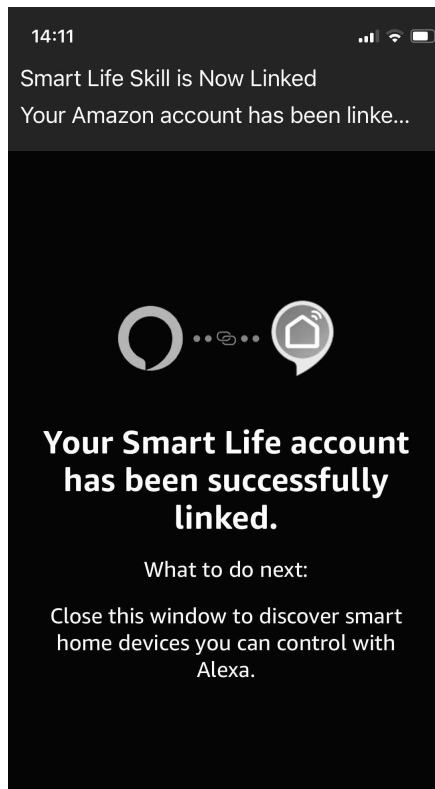 14:11
Smart Life Skill is Now Linked
Your Amazon account has been linke...
Your Smart Life account
has been successfully
linked.
What to do next:
Close this window to discover smart
home devices you can control with
Alexa.